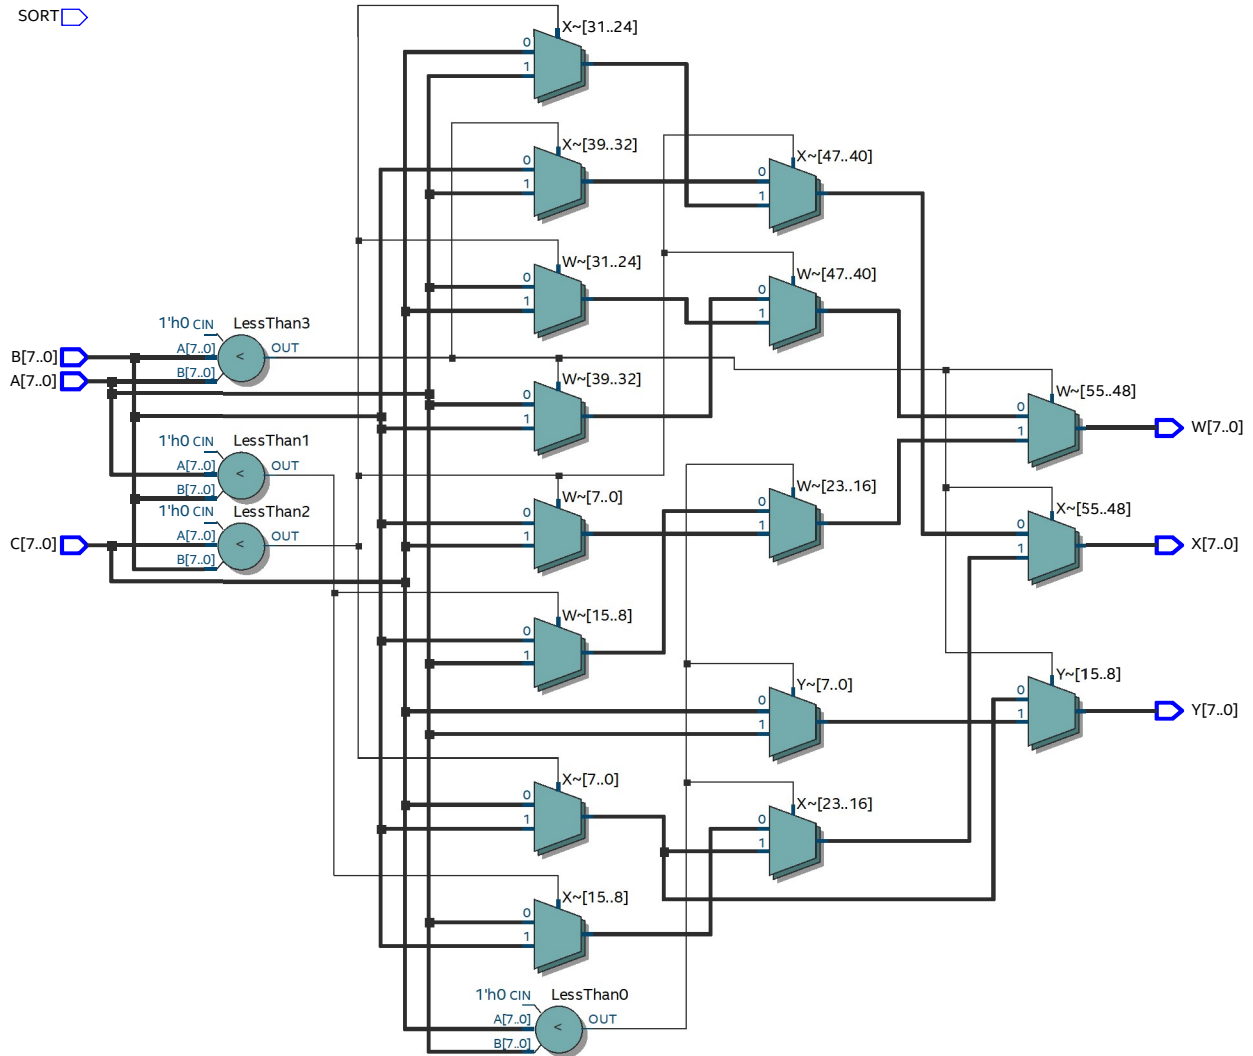 SORT
X~[31..24]
0
1
X~[39..32]
0
1
X~[47..40]
0
1
W~[31..24]
0
1
W~[47..40]
0
1
1'h0 CIN
LessThan3
B[7..0]
A[7..0]
<
OUT
A[7..0]
B[7..0]
W~[39..32]
0
1
W~[55..48]
0
1
W[7..0]
1'h0 CIN
LessThan1
A[7..0]
<
OUT
B[7..0]
W~[7..0]
0
1
W~[23..16]
0
1
X~[55..48]
0
1
X[7..0]
1'h0 CIN
LessThan2
C[7..0]
A[7..0]
<
OUT
B[7..0]
W~[15..8]
0
1
Y~[7..0]
0
1
Y~[15..8]
0
1
Y[7..0]
X~[7..0]
0
1
X~[23..16]
0
1
X~[15..8]
0
1
1'h0 CIN
LessThan0
A[7..0]
<
OUT
B[7..0]